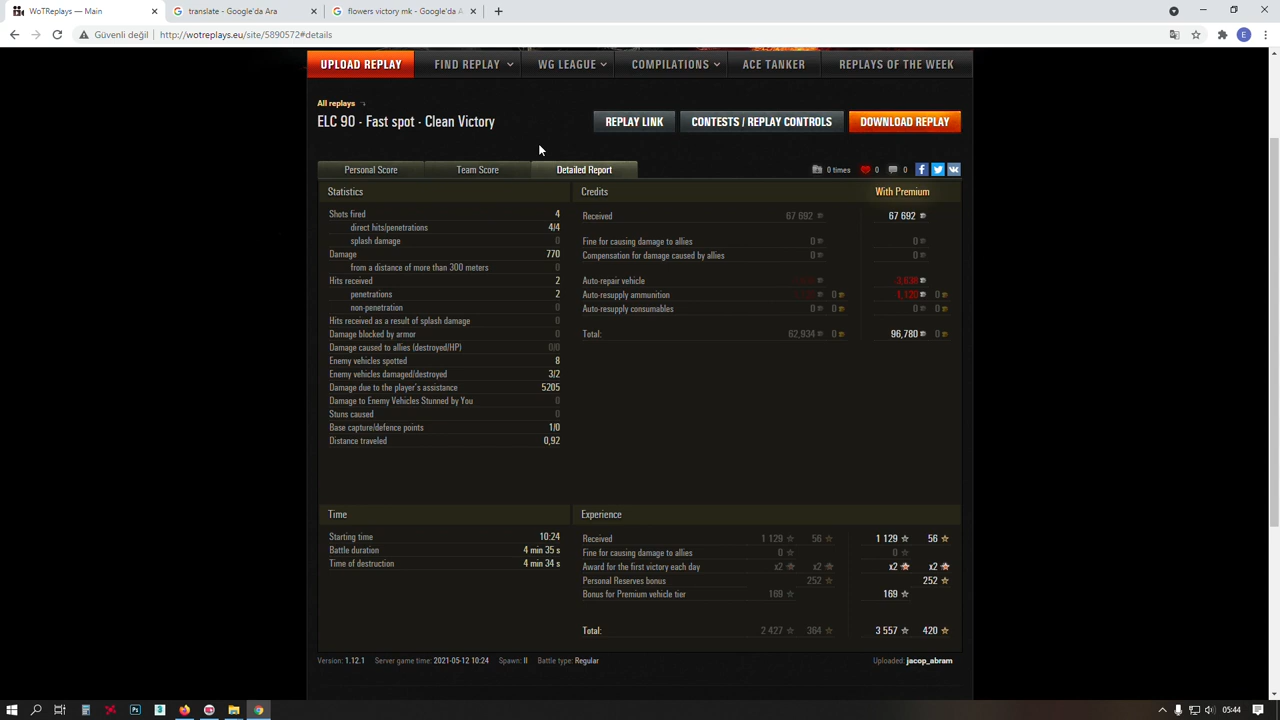 WoTReplays — Main
translate - Google'da Ara
flowers victory mk - Google'da A
Güvenli değil
http://wotreplays.eu/site/5890572#details
E
UPLOAD REPLAY
FIND REPLAY
WG LEAGUE
COMPILATIONS
ACE TANKER
REPLAYS OF THE WEEK
All replays
ELC 90 - Fast spot - Clean Victory
REPLAY LINK
CONTESTS / REPLAY CONTROLS
DOWNLOAD REPLAY
Personal Score
Team Score
Detailed Report
0 times
0
0
Statistics
Shots fired 4
direct hits/penetrations 4/4
splash damage 0
Damage 770
from a distance of more than 300 meters 0
Hits received 2
penetrations 2
non-penetration 0
Hits received as a result of splash damage 0
Damage blocked by armor 0
Damage caused to allies (destroyed/HP) 0/0
Enemy vehicles spotted 8
Enemy vehicles damaged/destroyed 3/2
Damage due to the player's assistance 5205
Damage to Enemy Vehicles Stunned by You 0
Stuns caused 0
Base capture/defence points 1/0
Distance traveled 0,92
Credits With Premium
Received 67 692 67 692
Fine for causing damage to allies 0 0
Compensation for damage caused by allies 0 0
Auto-repair vehicle
Auto-resupply ammunition 0 0
Auto-resupply consumables 0 0 0 0
Total: 62,934 0 96,780 0
Time
Starting time 10:24
Battle duration 4 min 35 s
Time of destruction 4 min 34 s
Experience
Received 1 129 56 1 129 56
Fine for causing damage to allies 0 0
Award for the first victory each day x2 x2 x2 x2
Personal Reserves bonus 252 252
Bonus for Premium vehicle tier 169 169
Total: 2 427 364 3 557 420
Version: 1.12.1 Server game time: 2021-05-12 10:24 Spawn: II Battle type: Regular
Uploaded: jacop_abram
05:44